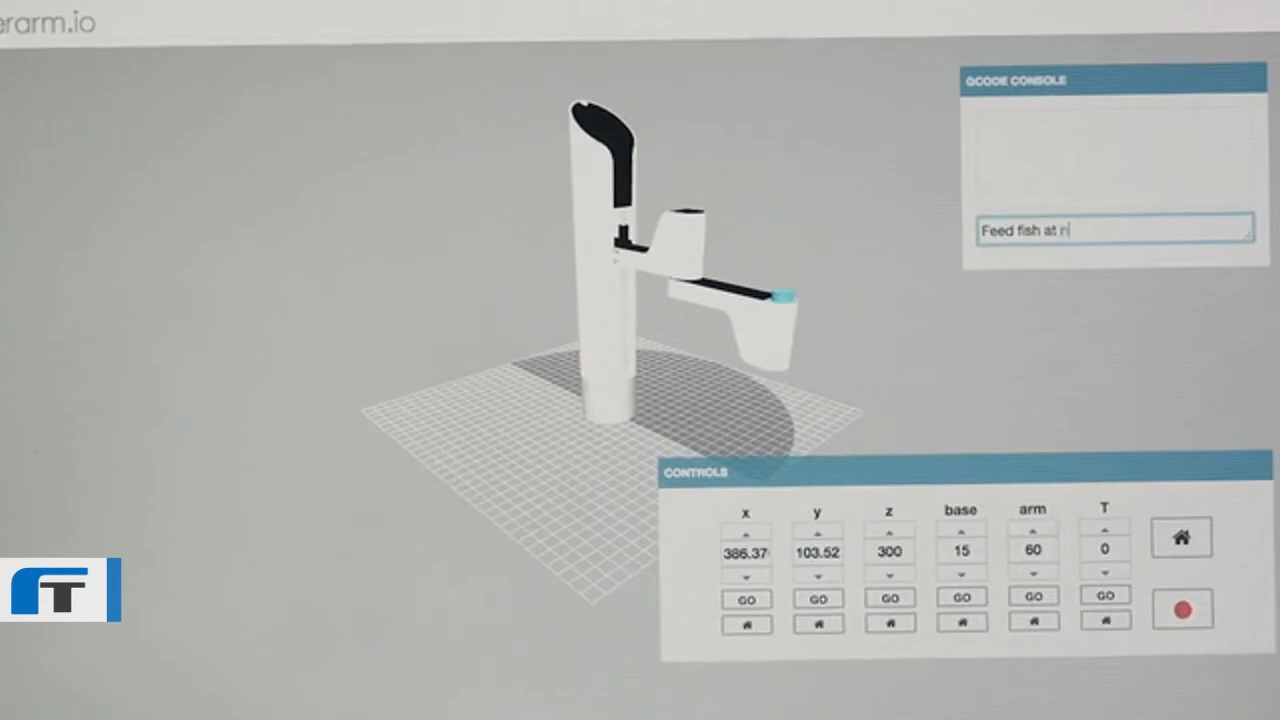 erarm.io
GCODE CONSOLE
Feed fish at n
CONTROLS
x y z base arm T
386.37 103.52 300 15 60 0
GO GO GO GO GO GO
FT